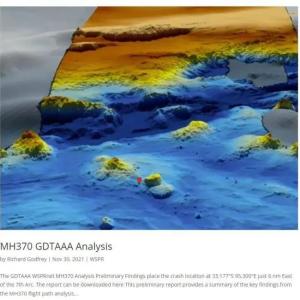 MH370 GDTAAA Analysis
by Richard Godfrey | Nov 30, 2021 | WSPR
The GDTAAA WSPRnet MH370 Analysis Preliminary Findings place the crash location at 33.177°S 95.300°E just 6 nm East
of the 7th Arc. The report can be downloaded here This preliminary report provides a summary of the key findings from
the MH370 flight path analysis...